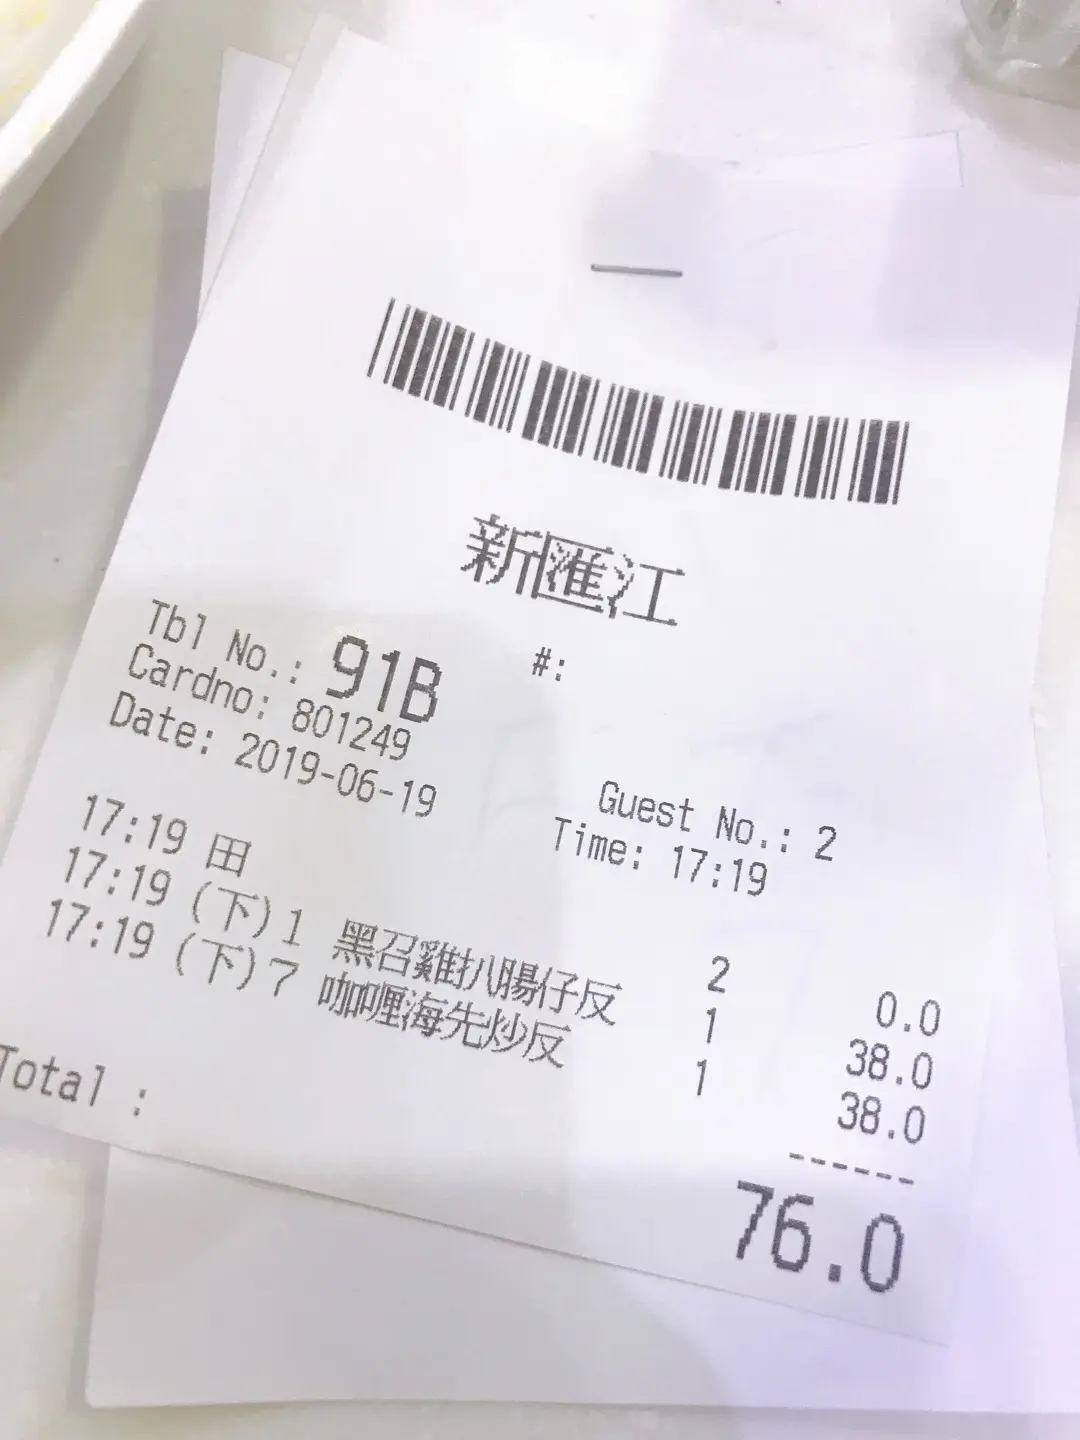 新匯江
Tbl No.: 91B #:
Cardno: 801249
Date: 2019-06-19
Guest No.: 2
Time: 17:19
17:19 田 2 0.0
17:19 (下)1 黑召雞扒腸仔反 1 38.0
17:19 (下)7 咖喱海先炒反 1 38.0
------
Total : 76.0